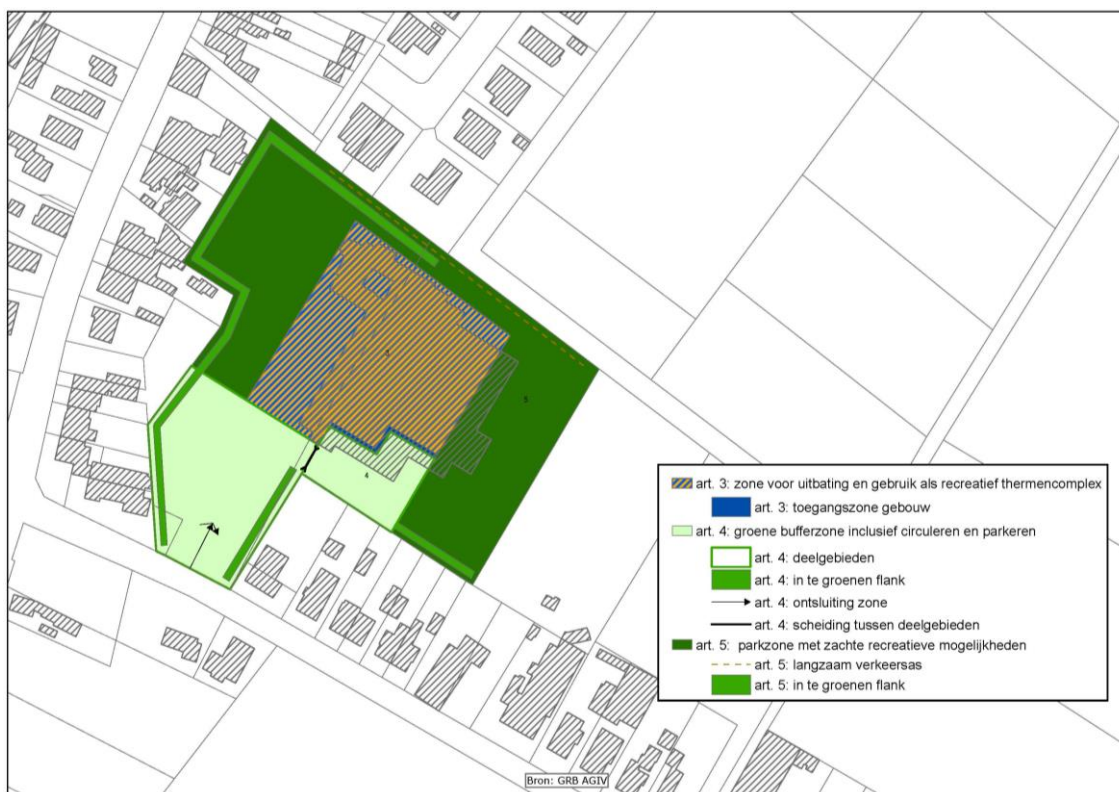 3
5
4
art. 3: zone voor uitbating en gebruik als recreatief thermencomplex
art. 3: toegangszone gebouw
art. 4: groene bufferzone inclusief circuleren en parkeren
art. 4: deelgebieden
art. 4: in te groenen flank
art. 4: ontsluiting zone
art. 4: scheiding tussen deelgebieden
art. 5: parkzone met zachte recreatieve mogelijkheden
art. 5: langzaam verkeersas
art. 5: in te groenen flank
Bron: GRB AGIV